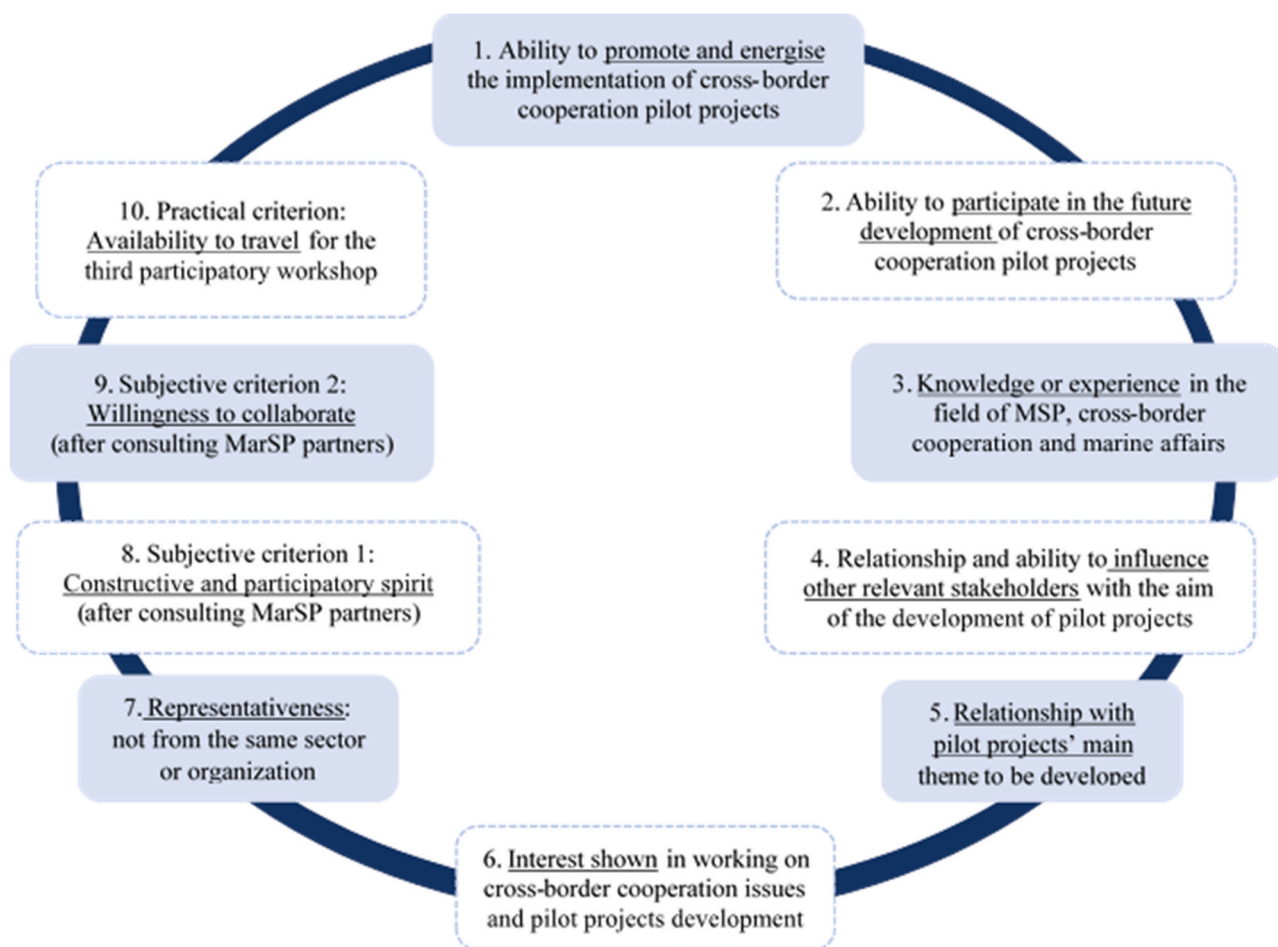 1. Ability to promote and energise
the implementation of cross-border
cooperation pilot projects
2. Ability to participate in the future
development of cross-border
cooperation pilot projects
3. Knowledge or experience in the
field of MSP, cross-border
cooperation and marine affairs
4. Relationship and ability to influence
other relevant stakeholders with the aim
of the development of pilot projects
5. Relationship with
pilot projects’ main
theme to be developed
6. Interest shown in working on
cross-border cooperation issues
and pilot projects development
7. Representativeness:
not from the same sector
or organization
8. Subjective criterion 1:
Constructive and participatory spirit
(after consulting MarSP partners)
9. Subjective criterion 2:
Willingness to collaborate
(after consulting MarSP partners)
10. Practical criterion:
Availability to travel for the
third participatory workshop